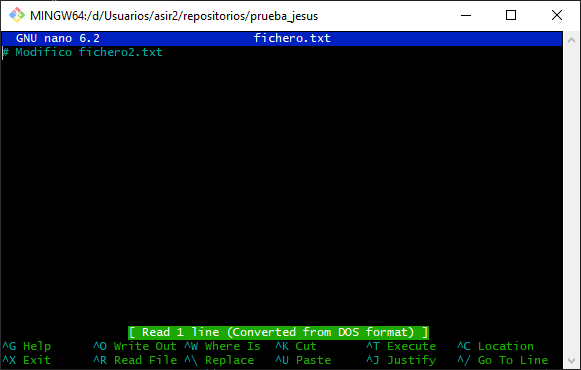 MINGW64:/d/Usuarios/asir2/repositorios/prueba_jesus
GNU nano 6.2 fichero.txt
# Modifico fichero2.txt
[ Read 1 line (Converted from DOS format) ]
^G Help ^O Write Out ^W Where Is ^K Cut ^T Execute ^C Location
^X Exit ^R Read File ^\ Replace ^U Paste ^J Justify ^/ Go To Line